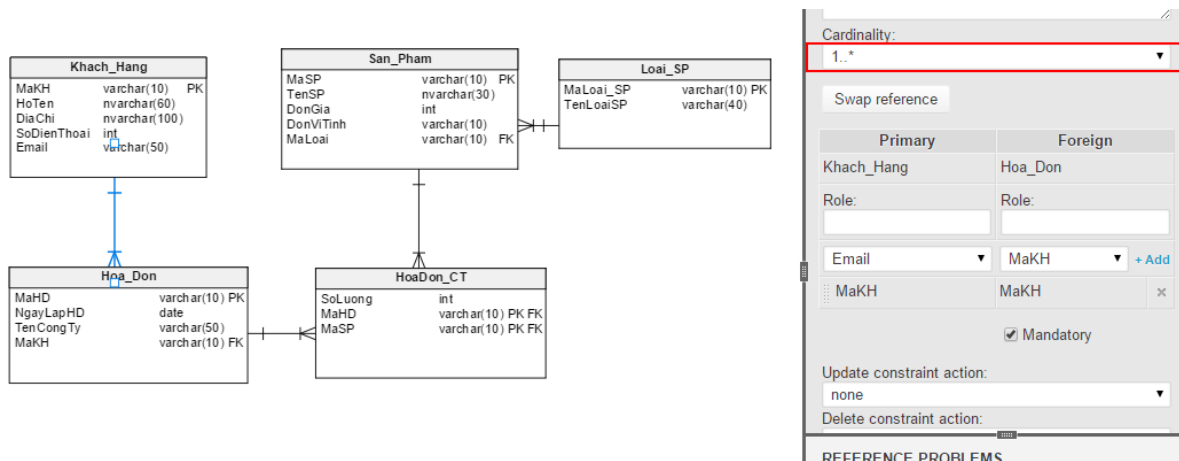 Khach_Hang
MaKH varchar(10) PK
HoTen nvarchar(60)
DiaChi nvarchar(100)
SoDienThoai int
Email varchar(50)
San_Pham
MaSP varchar(10) PK
TenSP nvarchar(30)
DonGia int
DonViTinh varchar(10)
MaLoai varchar(10) FK
Loai_SP
MaLoai_SP varchar(10) PK
TenLoaiSP varchar(40)
Hoa_Don
MaHD varchar(10) PK
NgayLapHD date
TenCongTy varchar(50)
MaKH varchar(10) FK
HoaDon_CT
SoLuong int
MaHD varchar(10) PK FK
MaSP varchar(10) PK FK
Cardinality:
1..*
Swap reference
Primary Foreign
Khach_Hang Hoa_Don
Role: Role:
Email MaKH + Add
MaKH MaKH ×
Mandatory
Update constraint action:
none
Delete constraint action:
REFERENCE PROBLEMS